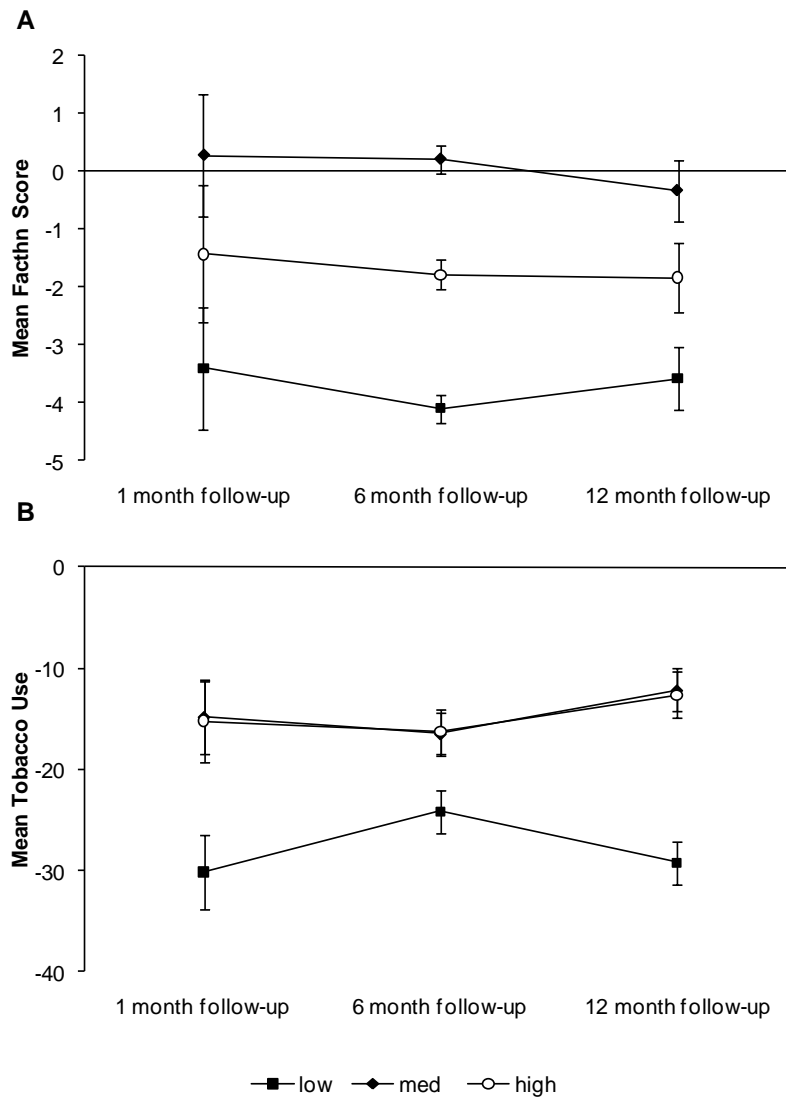 A
2
1
0
-1
-2
-3
-4
-5
Mean Facthn Score
1 month follow-up 6 month follow-up 12 month follow-up
B
0
-10
-20
-30
-40
Mean Tobacco Use
1 month follow-up 6 month follow-up 12 month follow-up
low med high